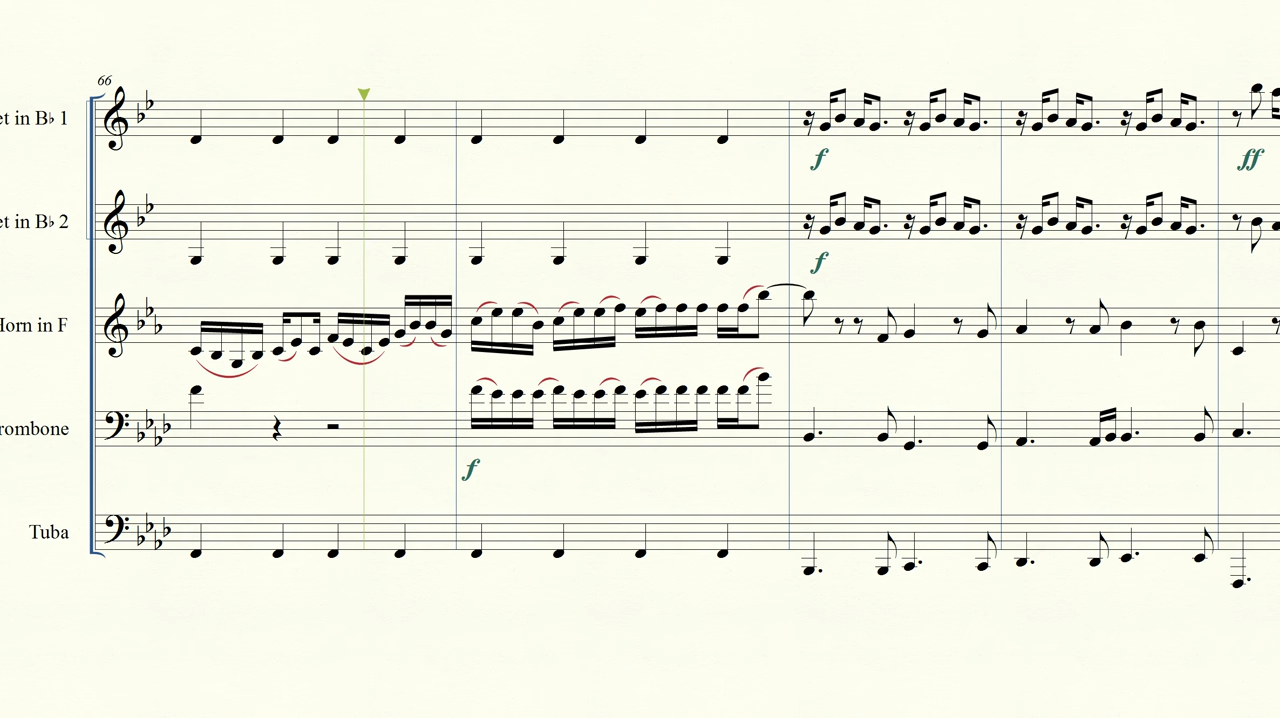 66
et in B♭ 1
f
ff
et in B♭ 2
f
Horn in F
rombone
f
Tuba